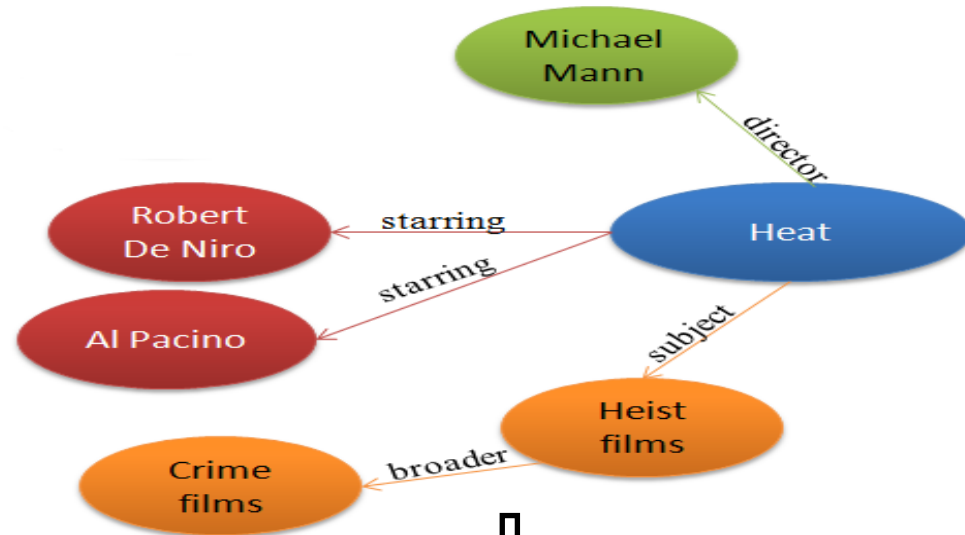 Michael
Mann
director
Robert
De Niro
starring
Heat
starring
Al Pacino
subject
Heist
films
broader
Crime
films